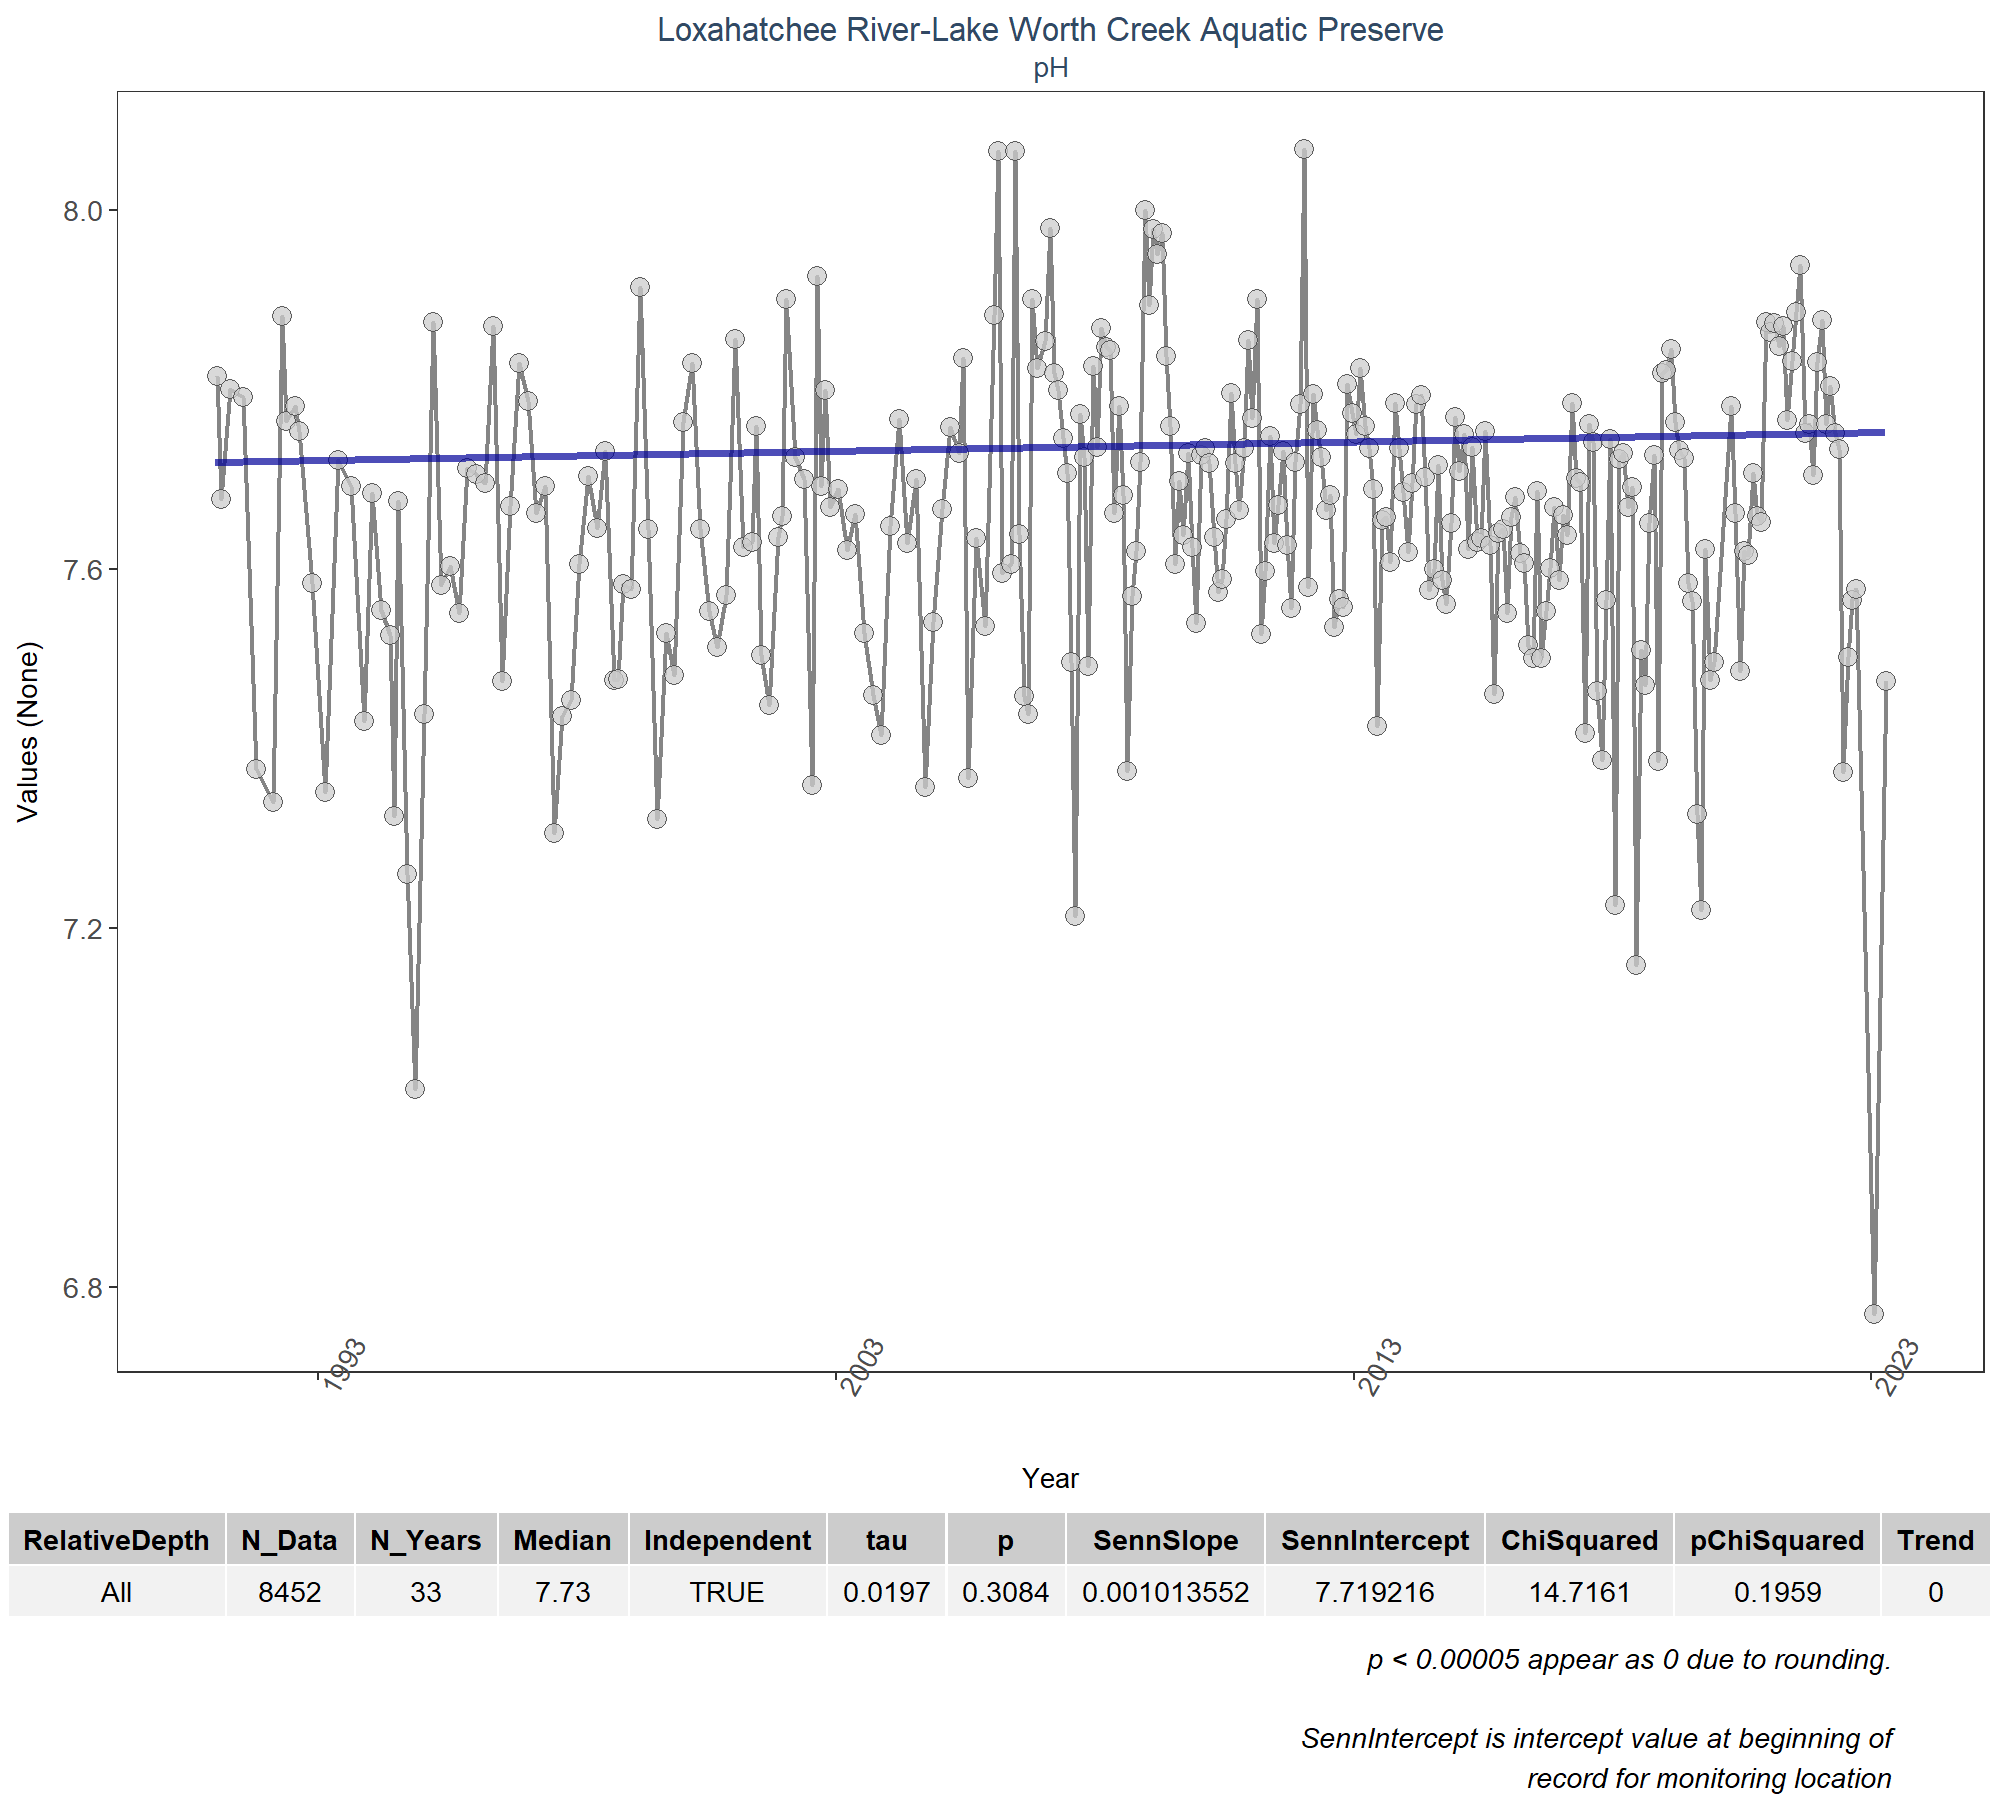 Loxahatchee River-Lake Worth Creek Aquatic Preserve
pH
Values (None)
8.0
7.6
7.2
6.8
1993 2003 2013 2023
Year
RelativeDepth N_Data N_Years Median Independent tau p SennSlope SennIntercept ChiSquared pChiSquared Trend
All 8452 33 7.73 TRUE 0.0197 0.3084 0.001013552 7.719216 14.7161 0.1959 0
p < 0.00005 appear as 0 due to rounding.
SennIntercept is intercept value at beginning of
record for monitoring location